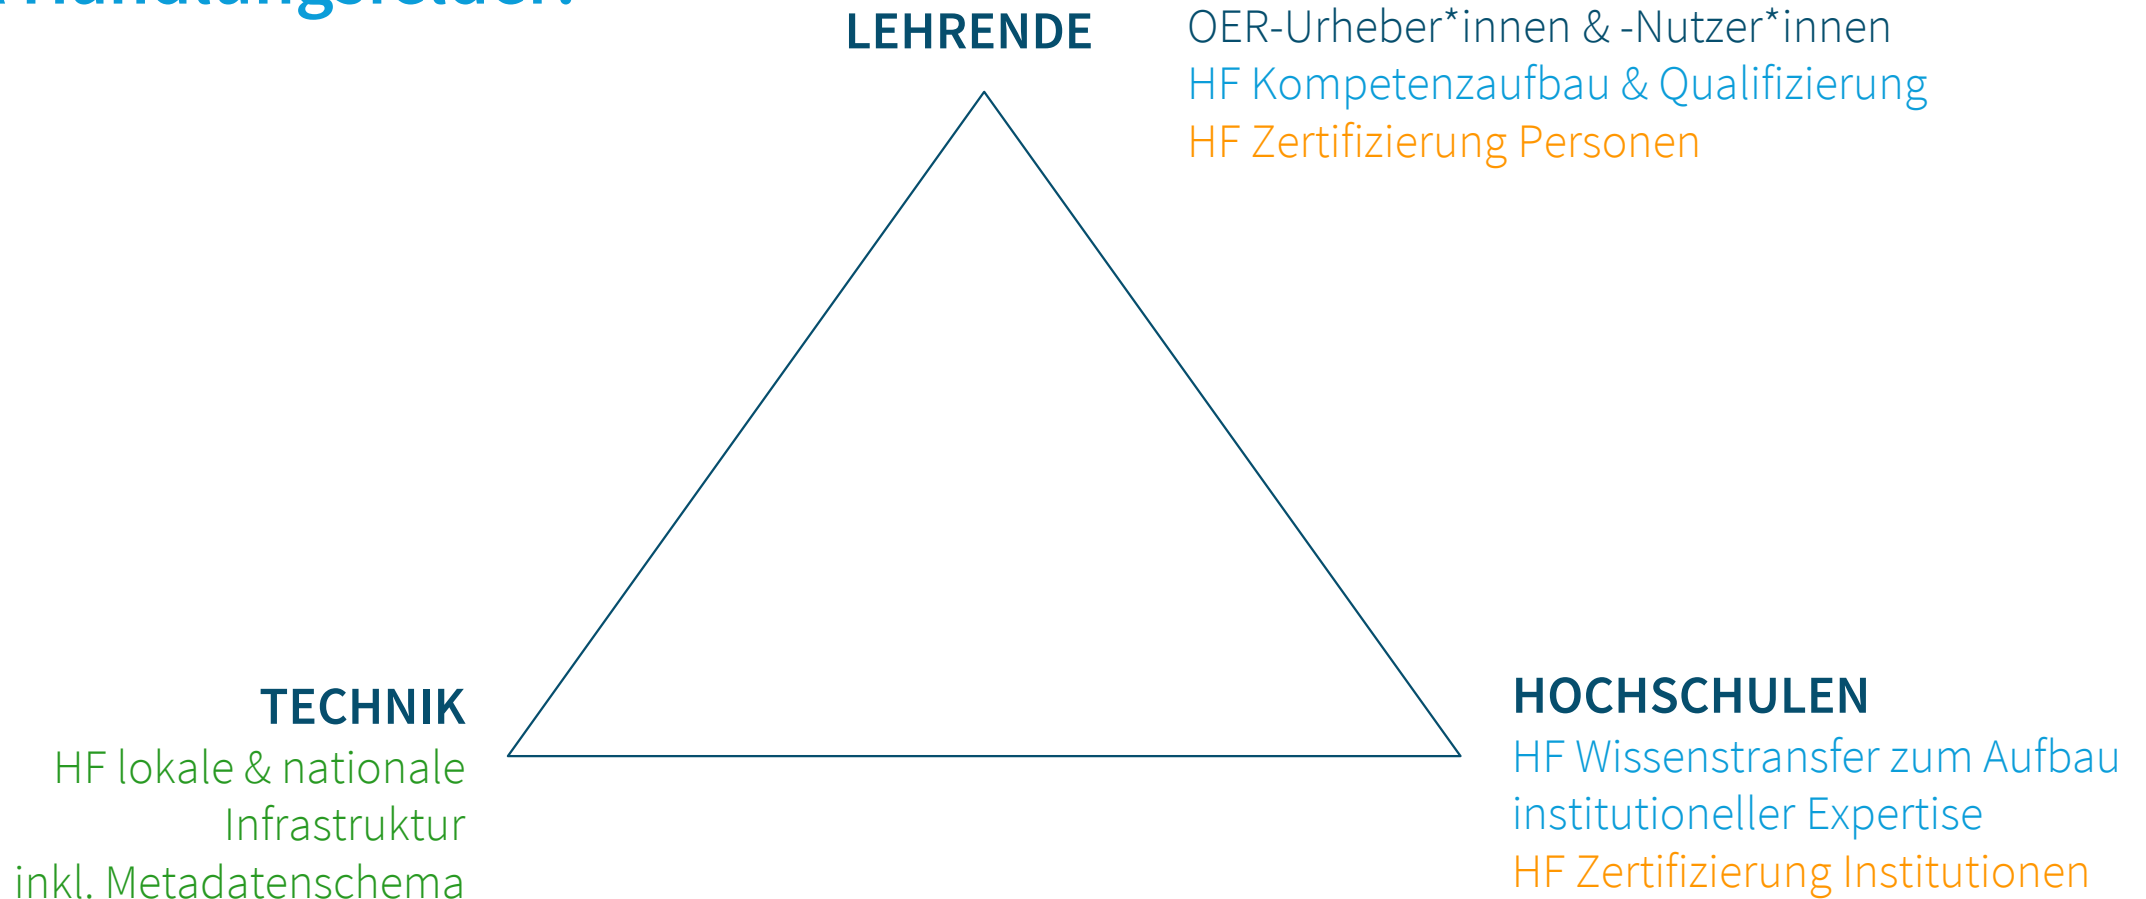 Handlungsfelder:
LEHRENDE
OER-Urheber*innen & -Nutzer*innen
HF Kompetenzaufbau & Qualifizierung
HF Zertifizierung Personen
TECHNIK
HF lokale & nationale
Infrastruktur
inkl. Metadatenschema
HOCHSCHULEN
HF Wissenstransfer zum Aufbau
institutioneller Expertise
HF Zertifizierung Institutionen